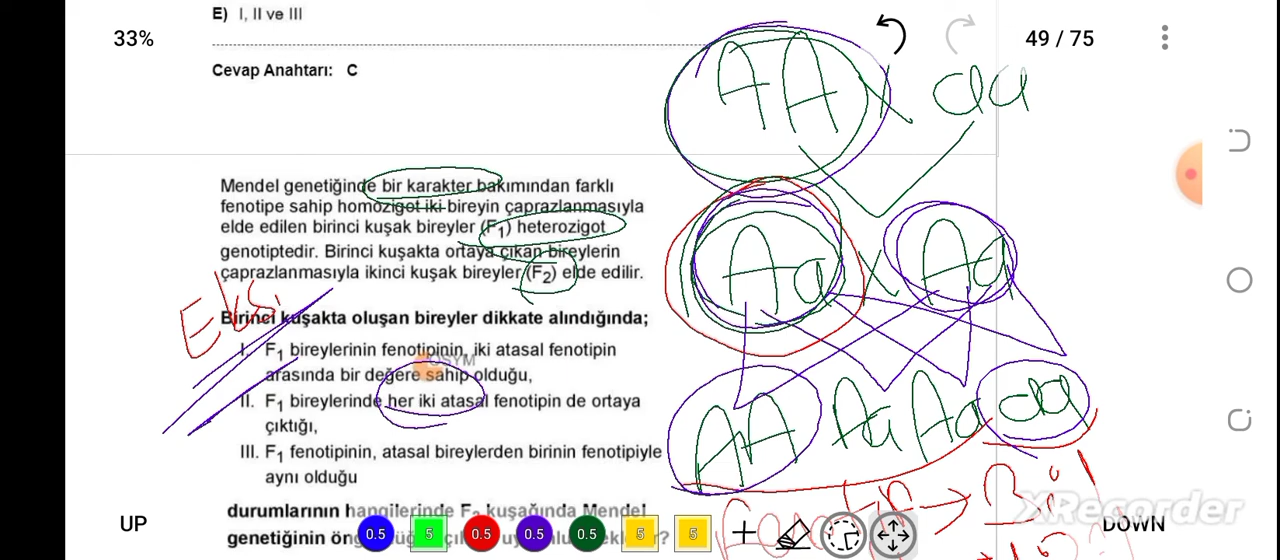 E) I, II ve III
33%
49 / 75
Cevap Anahtarı: C
AA x aa
Mendel genetiğinde bir karakter bakımından farklı
fenotipe sahip homozigot iki bireyin çaprazlanmasıyla
elde edilen birinci kuşak bireyler (F1) heterozigot
genotiptedir. Birinci kuşakta ortaya çıkan bireylerin
çaprazlanmasıyla ikinci kuşak bireyler (F2) elde edilir.
Aa x Aa
Birinci kuşakta oluşan bireyler dikkate alındığında;
I. F1 bireylerinin fenotipinin, iki atasal fenotipin
ÖSYM
arasında bir değere sahip olduğu,
II. F1 bireylerinde her iki atasal fenotipin de ortaya
çıktığı,
AA Aa Aa aa
III. F1 fenotipinin, atasal bireylerden birinin fenotipiyle
aynı olduğu
XRecorder
durumlarının hangilerinde F2 kuşağında Mendel
genetiğinin
UP
0.5 5 0.5 0.5 0.5 5 5
DOWN